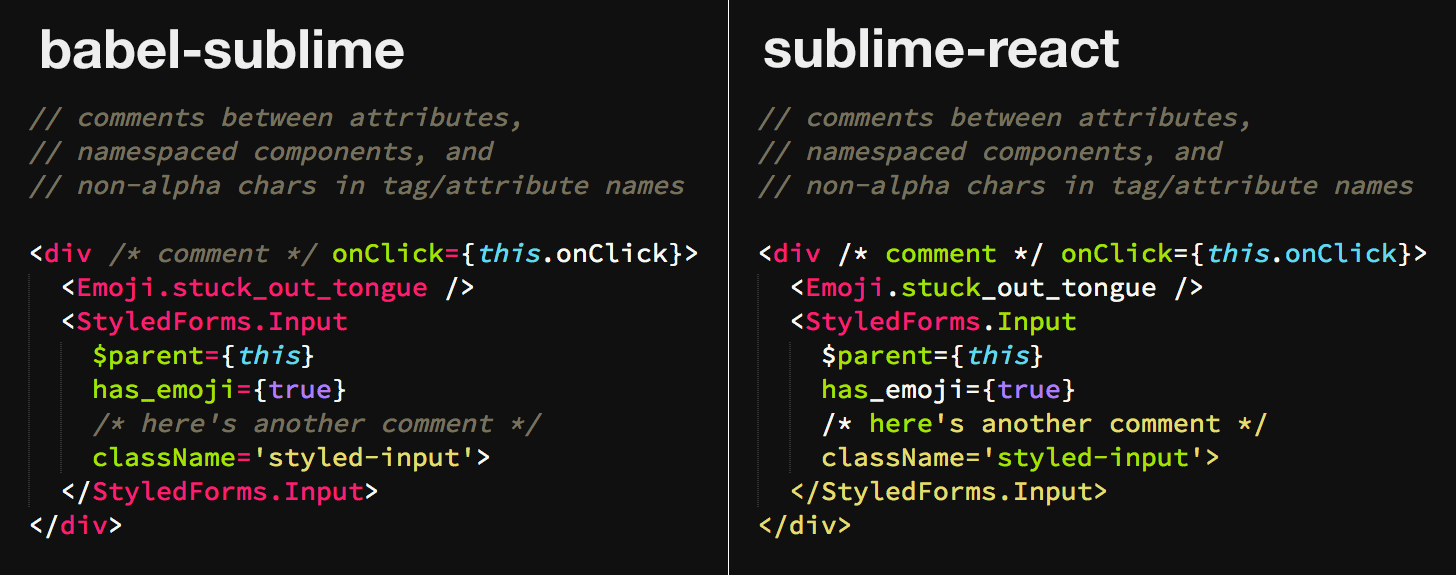 babel-sublime
// comments between attributes,
// namespaced components, and
// non-alpha chars in tag/attribute names
<div /* comment */ onClick={this.onClick}>
  <Emoji.stuck_out_tongue />
  <StyledForms.Input
    $parent={this}
    has_emoji={true}
    /* here's another comment */
    className='styled-input'>
  </StyledForms.Input>
</div>
sublime-react
// comments between attributes,
// namespaced components, and
// non-alpha chars in tag/attribute names
<div /* comment */ onClick={this.onClick}>
  <Emoji.stuck_out_tongue />
  <StyledForms.Input
    $parent={this}
    has_emoji={true}
    /* here's another comment */
    className='styled-input'>
  </StyledForms.Input>
</div>